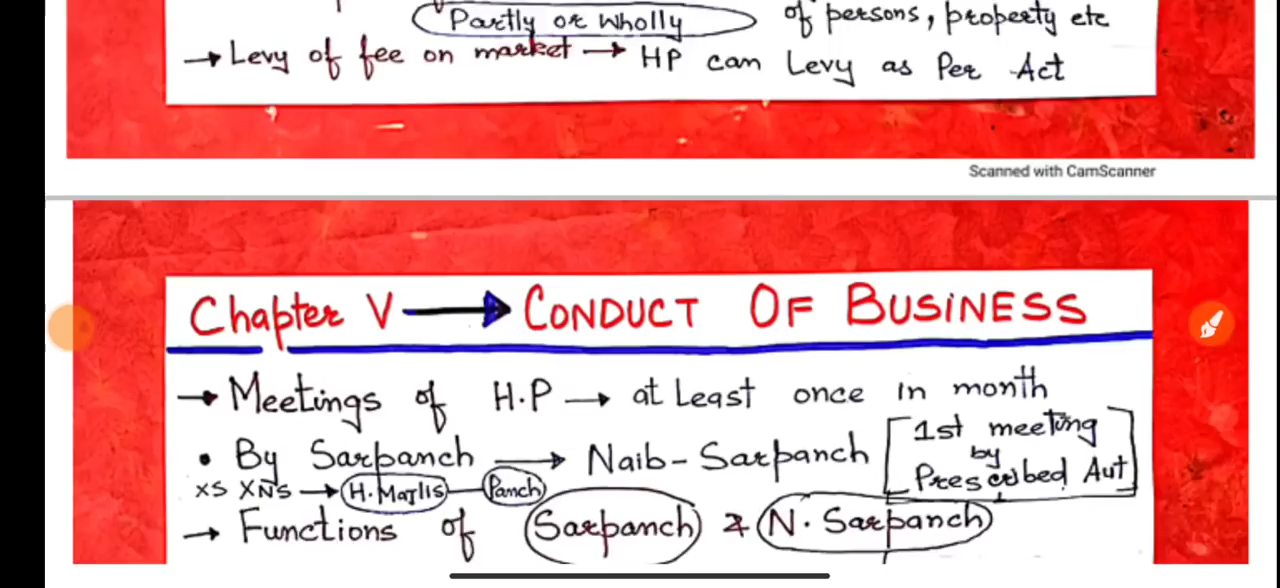 Partly or Wholly of persons, property etc
→ Levy of fee on market → HP can Levy as Per Act
Scanned with CamScanner
Chapter V → CONDUCT OF BUSINESS
→ Meetings of H.P → at Least once in month
• By Sarpanch → Naib-Sarpanch [1st meeting by Prescribed Aut]
XS XNS → H. Majlis - Panch
→ Functions of Sarpanch & N. Sarpanch